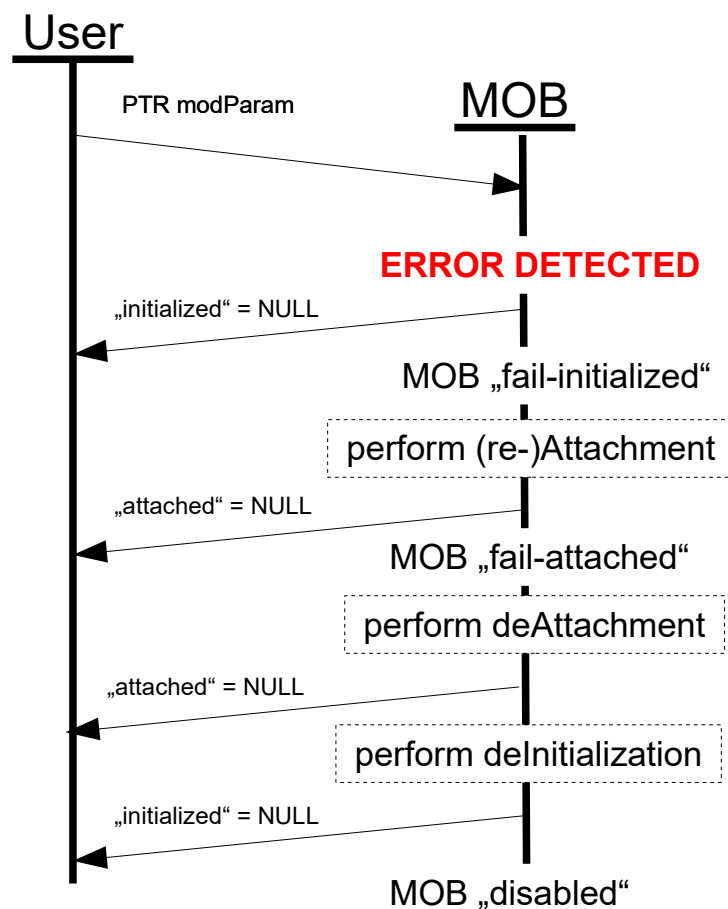 User
PTR modParam
MOB
ERROR DETECTED
„initialized“ = NULL
MOB „fail-initialized“
perform (re-)Attachment
„attached“ = NULL
MOB „fail-attached“
perform deAttachment
„attached“ = NULL
perform deInitialization
„initialized“ = NULL
MOB „disabled“